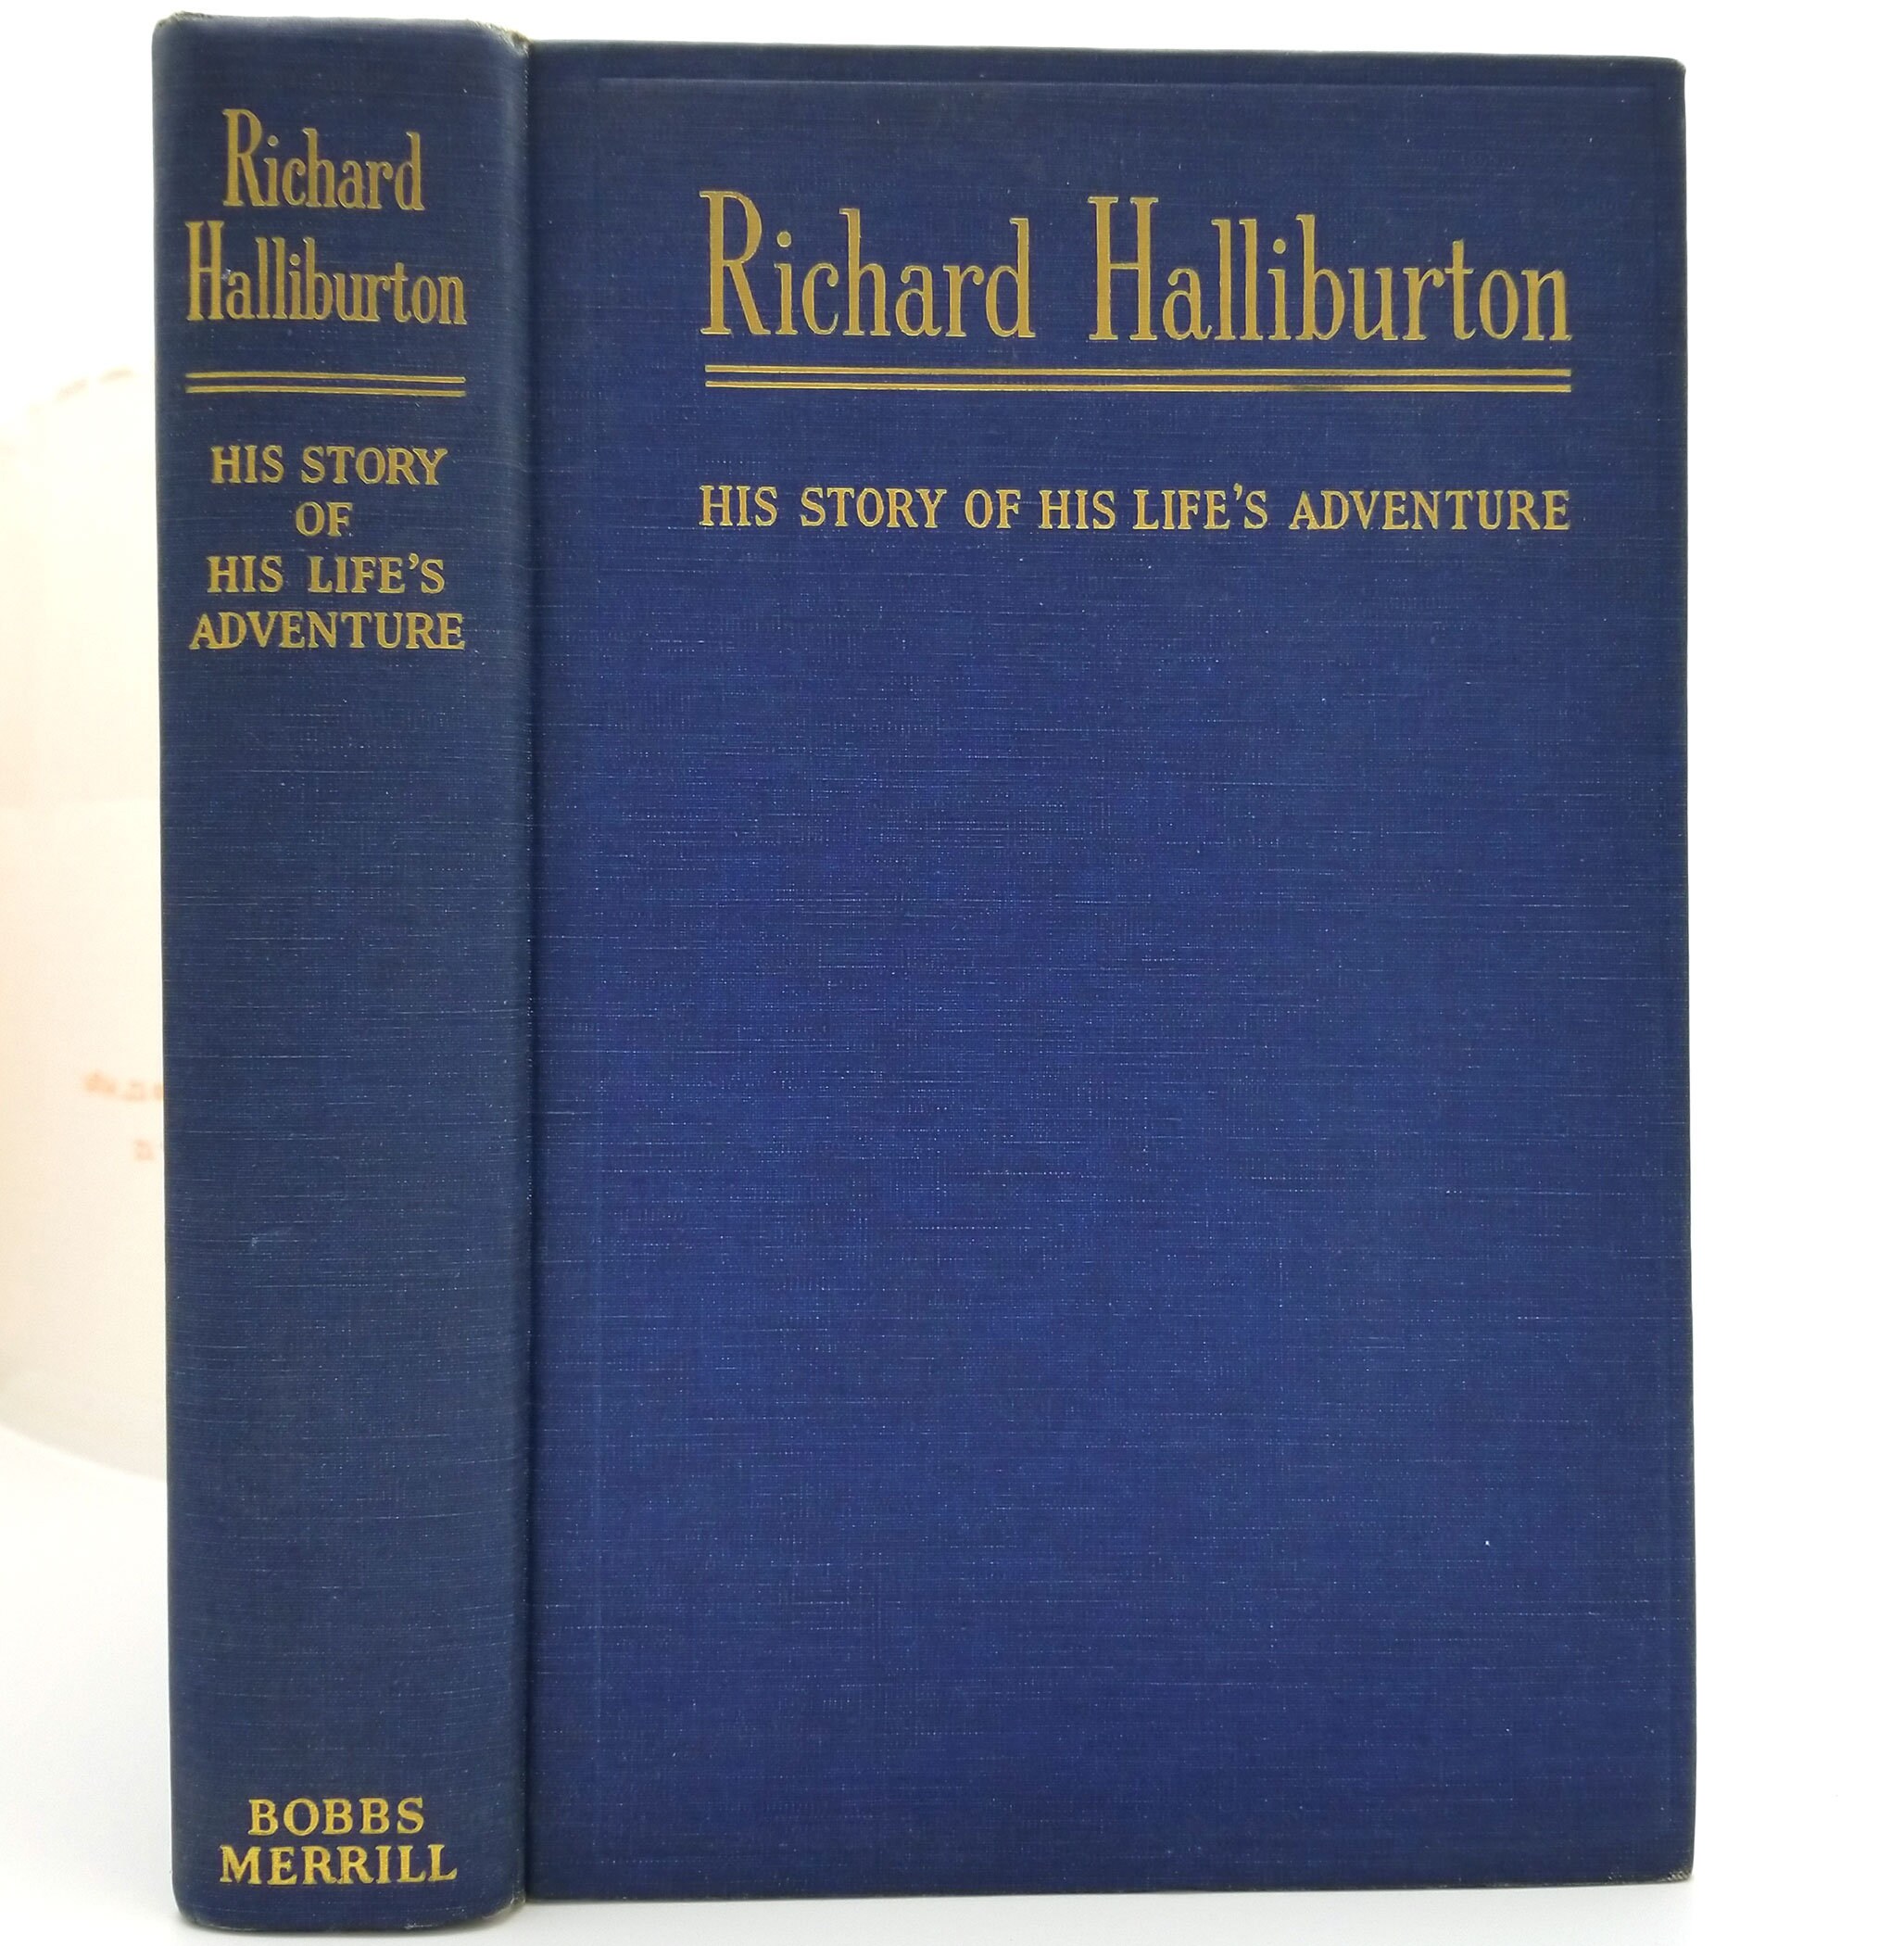 Richard
Halliburton
HIS STORY
OF
HIS LIFE'S
ADVENTURE
BOBBS
MERRILL
Richard Halliburton
HIS STORY OF HIS LIFE'S ADVENTURE